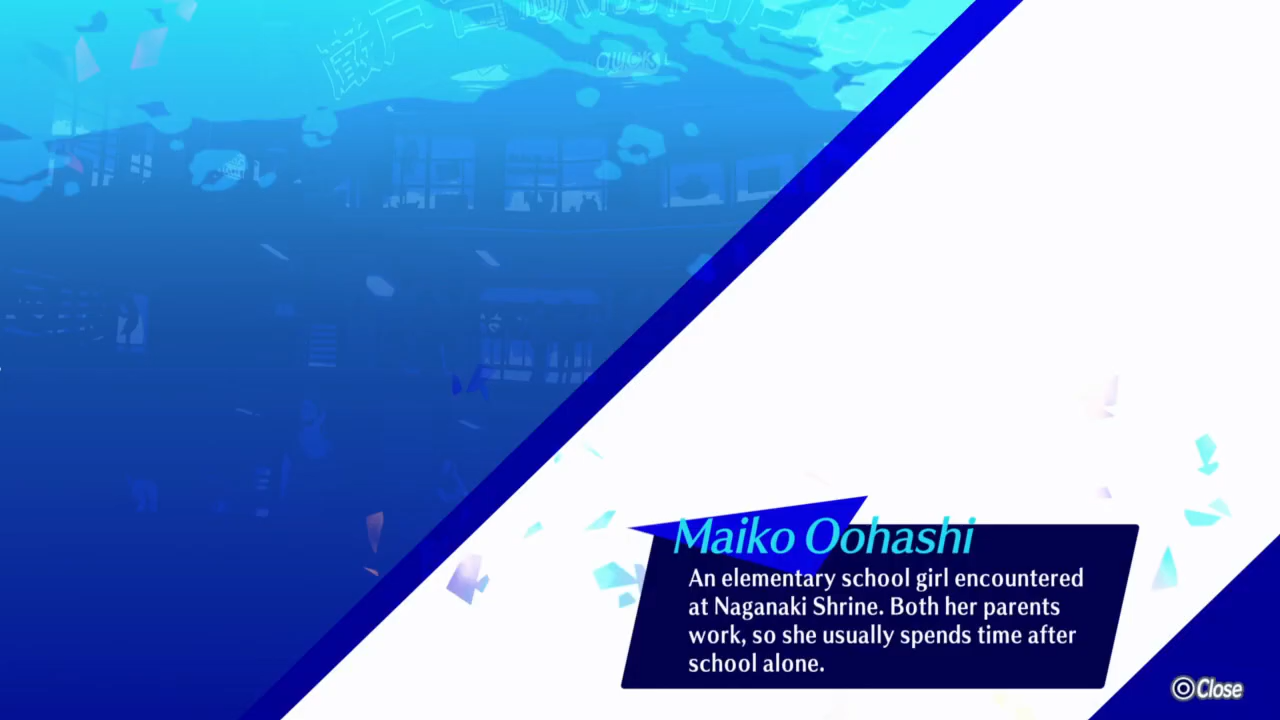 QUICK
Maiko Oohashi
An elementary school girl encountered
at Naganaki Shrine. Both her parents
work, so she usually spends time after
school alone.
Close